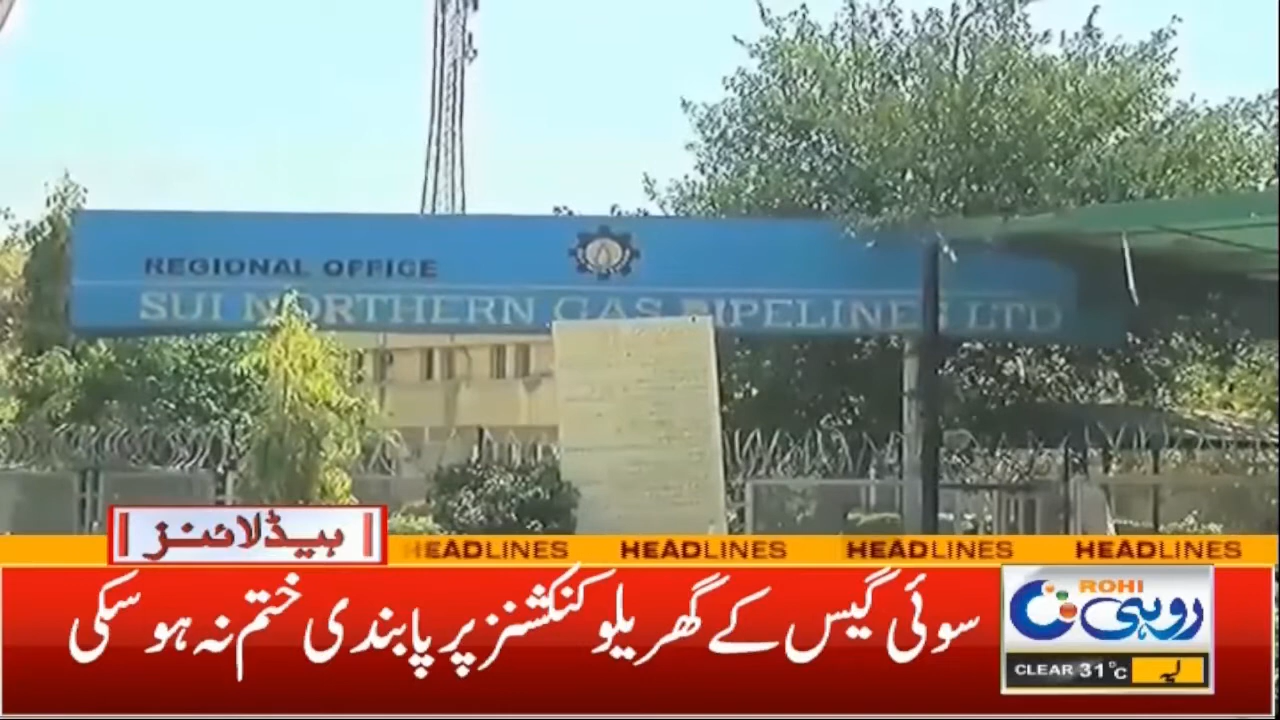 REGIONAL OFFICE
SUI NORTHERN GAS PIPELINES LTD
ہیڈلائنز
HEADLINES HEADLINES HEADLINES HEADLINES
سوئی گیس کے گھریلو کنکشنز پر پابندی ختم نہ ہو سکی
ROHI
روہی
CLEAR 31°C
لیہ